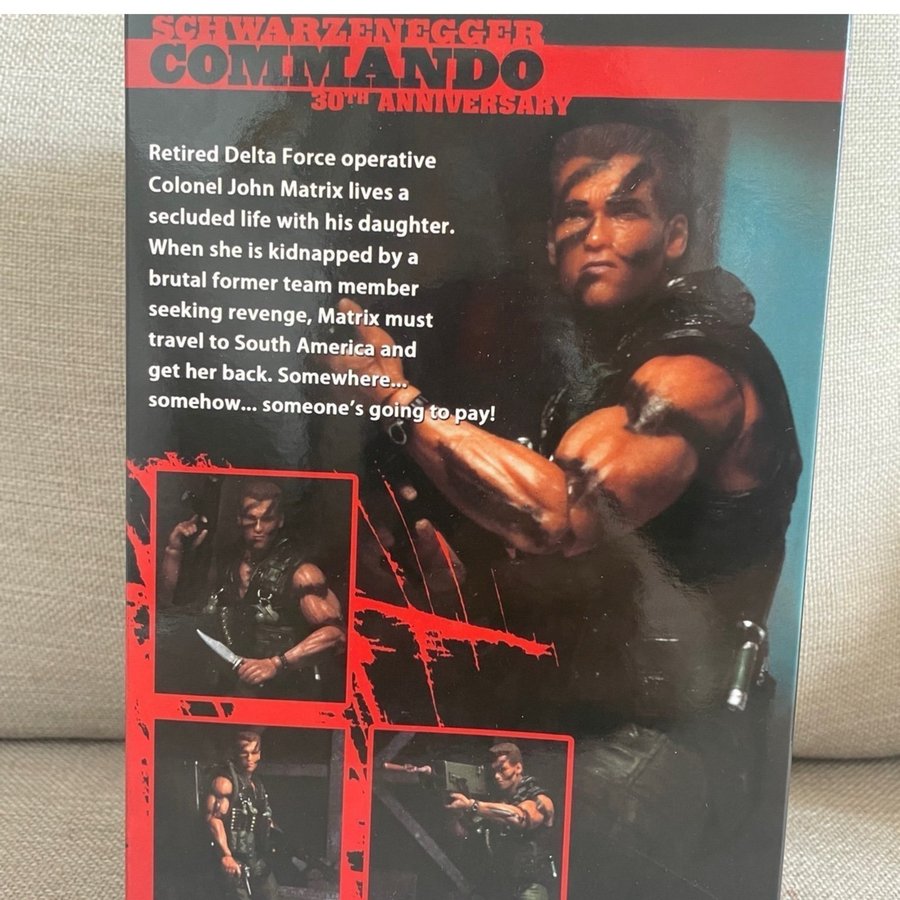 SCHWARZENEGGER
COMMANDO
30TH ANNIVERSARY
Retired Delta Force operative
Colonel John Matrix lives a
secluded life with his daughter.
When she is kidnapped by a
brutal former team member
seeking revenge, Matrix must
travel to South America and
get her back. Somewhere...
somehow... someone's going to pay!